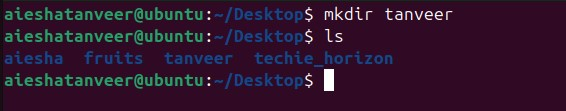 aieshatanveer@ubuntu:~/Desktop$ mkdir tanveer
aieshatanveer@ubuntu:~/Desktop$ ls
aiesha  fruits  tanveer  techie_horizon
aieshatanveer@ubuntu:~/Desktop$